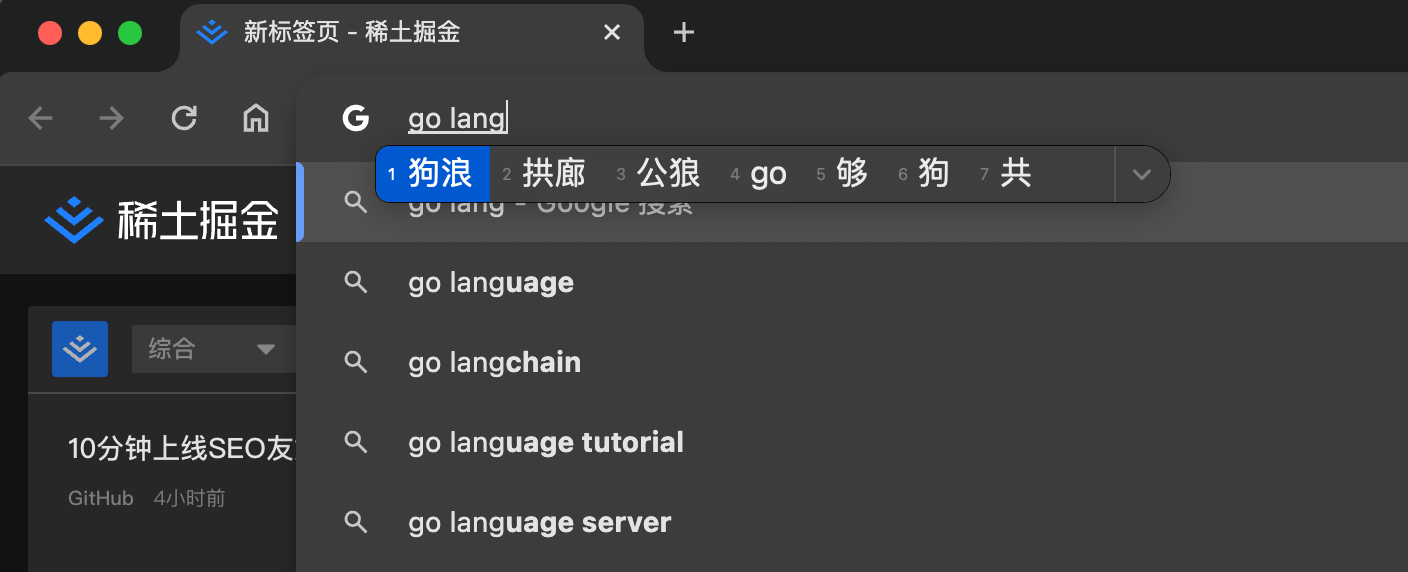 新标签页 - 稀土掘金
go lang
1 狗浪 2 拱廊 3 公狼 4 go 5 够 6 狗 7 共
go lang - Google 搜索
稀土掘金
go language
综合
go langchain
go language tutorial
10分钟上线SEO友
GitHub 4小时前
go language server